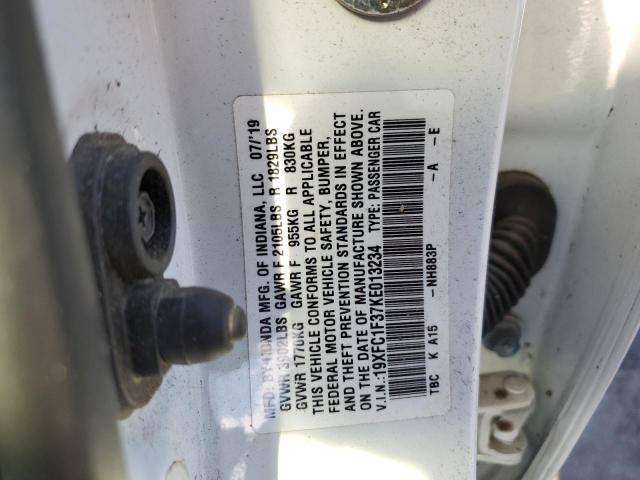 MFD. BY HONDA MFG. OF INDIANA, LLC 07/'19
GVWR 3902LBS GAWR F 2105LBS R 1829LBS
GVWR 1770KG GAWR F 955KG R 830KG
THIS VEHICLE CONFORMS TO ALL APPLICABLE
FEDERAL MOTOR VEHICLE SAFETY, BUMPER,
AND THEFT PREVENTION STANDARDS IN EFFECT
ON THE DATE OF MANUFACTURE SHOWN ABOVE.
V.I.N.:19XFC1F37KE013234 TYPE: PASSENGER CAR
TBC K A15 -NH883P -A -E